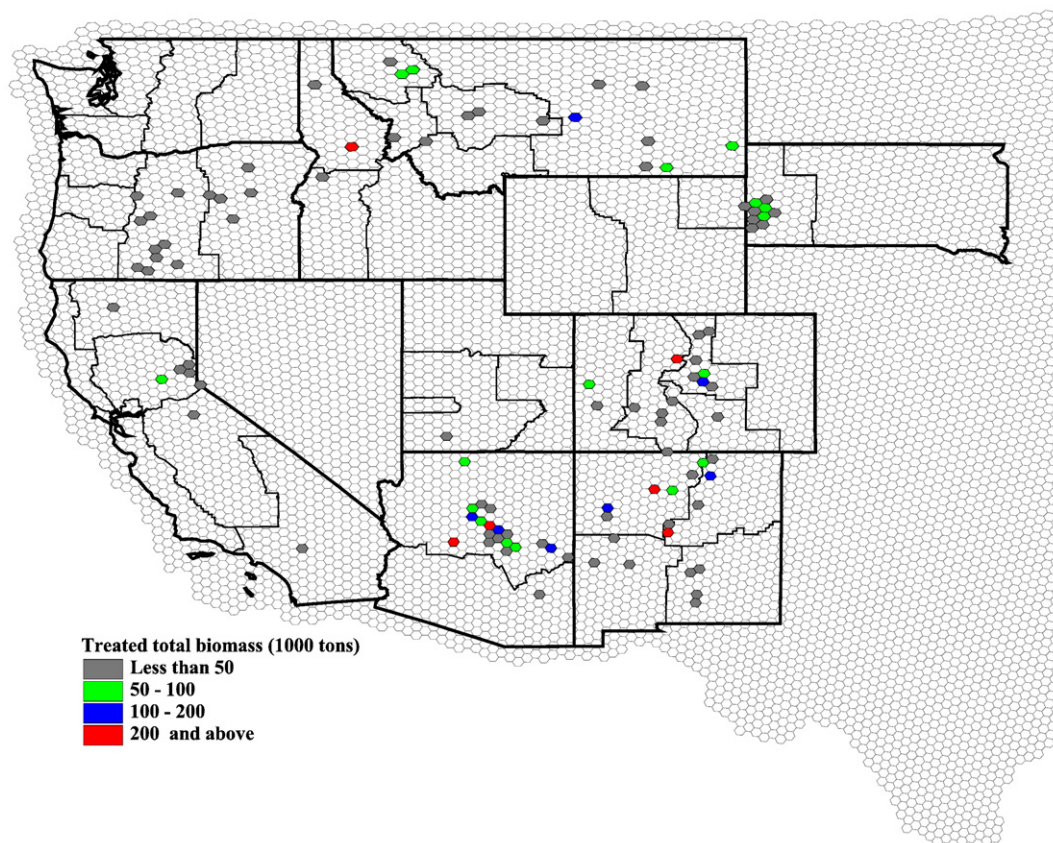 Treated total biomass (1000 tons)
Less than 50
50 - 100
100 - 200
200 and above